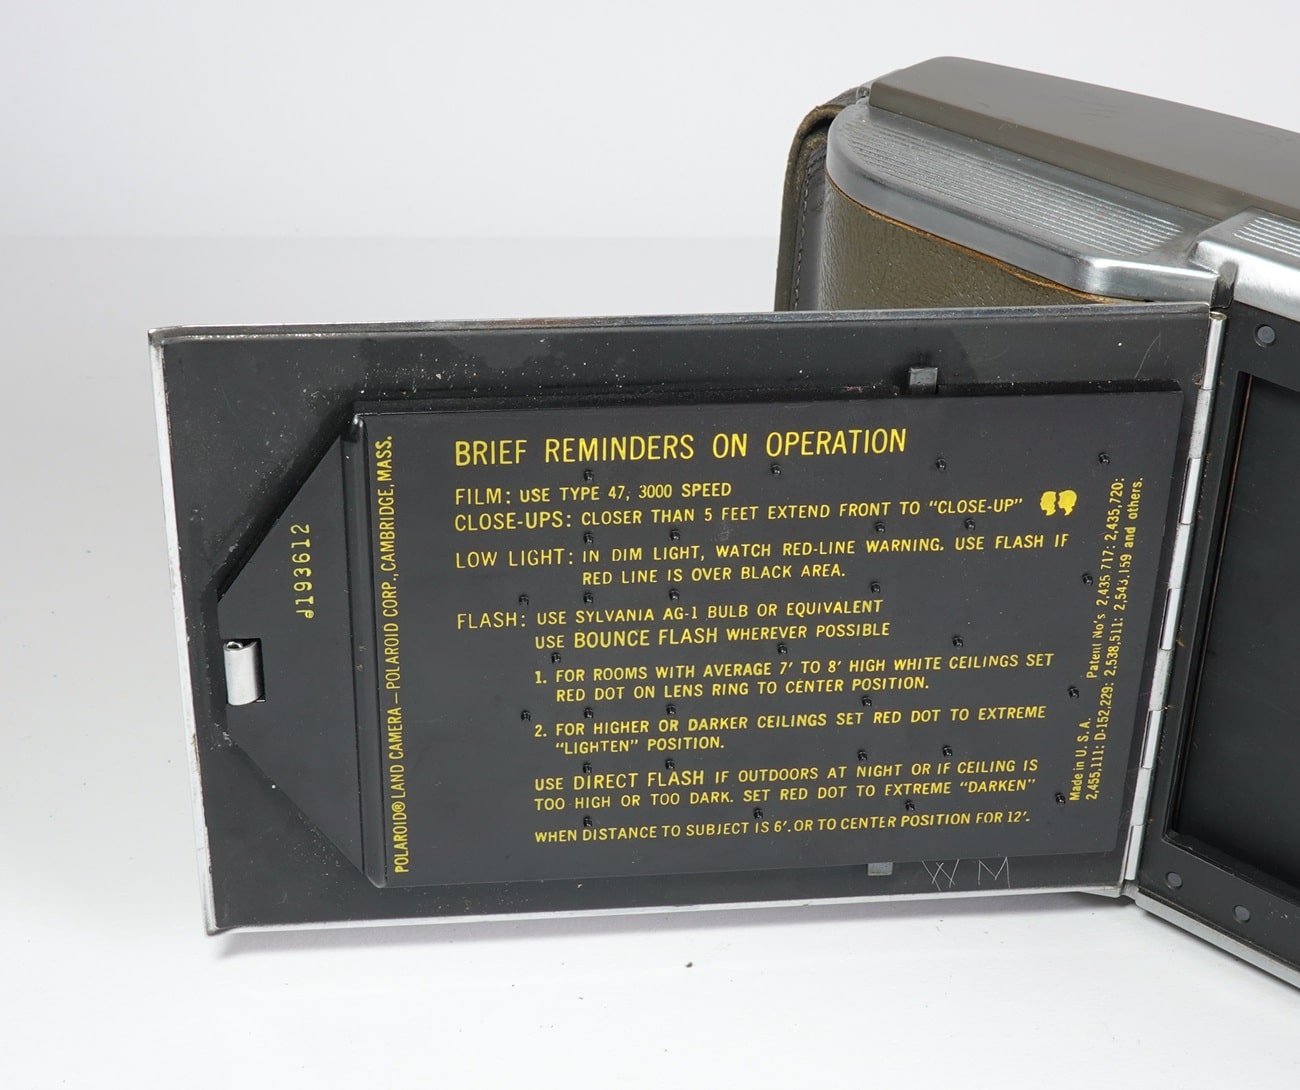 BRIEF REMINDERS ON OPERATION
FILM: USE TYPE 47, 3000 SPEED
CLOSE-UPS: CLOSER THAN 5 FEET EXTEND FRONT TO "CLOSE-UP"
LOW LIGHT: IN DIM LIGHT, WATCH RED-LINE WARNING. USE FLASH IF
RED LINE IS OVER BLACK AREA.
FLASH: USE SYLVANIA AG-1 BULB OR EQUIVALENT
USE BOUNCE FLASH WHEREVER POSSIBLE
1. FOR ROOMS WITH AVERAGE 7' TO 8' HIGH WHITE CEILINGS SET
RED DOT ON LENS RING TO CENTER POSITION.
2. FOR HIGHER OR DARKER CEILINGS SET RED DOT TO EXTREME
"LIGHTEN" POSITION.
USE DIRECT FLASH IF OUTDOORS AT NIGHT OR IF CEILING IS
TOO HIGH OR TOO DARK. SET RED DOT TO EXTREME "DARKEN"
WHEN DISTANCE TO SUBJECT IS 6'. OR TO CENTER POSITION FOR 12'.
POLAROID® LAND CAMERA — POLAROID CORP., CAMBRIDGE, MASS.
J193612
Made in U. S. A. Patent No's 2,435,717: 2,435,720:
2,455,111: D-152,229: 2,538,511: 2,543,159 and others.
W M